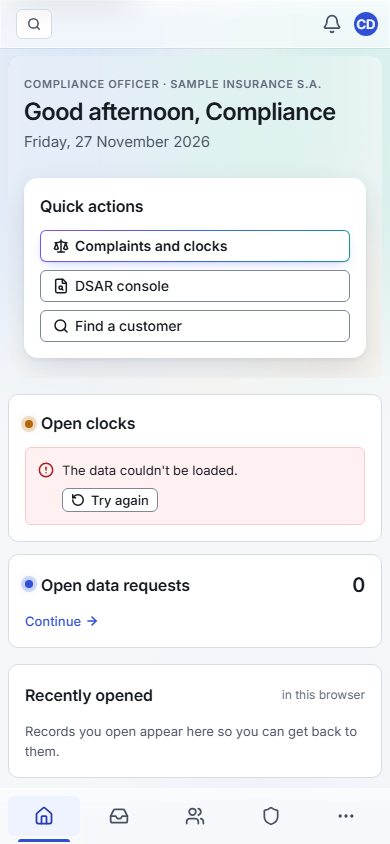 CD
COMPLIANCE OFFICER · SAMPLE INSURANCE S.A.
Good afternoon, Compliance
Friday, 27 November 2026
Quick actions
Complaints and clocks
DSAR console
Find a customer
Open clocks
The data couldn't be loaded.
Try again
Open data requests 0
Continue
Recently opened in this browser
Records you open appear here so you can get back to
them.